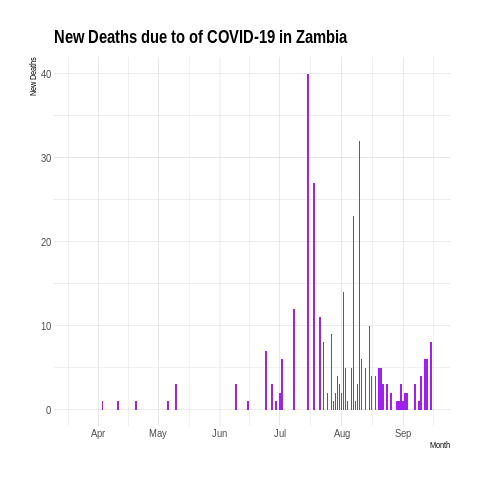 New Deaths due to of COVID-19 in Zambia
New Deaths
40
30
20
10
0
Apr May Jun Jul Aug Sep
Month